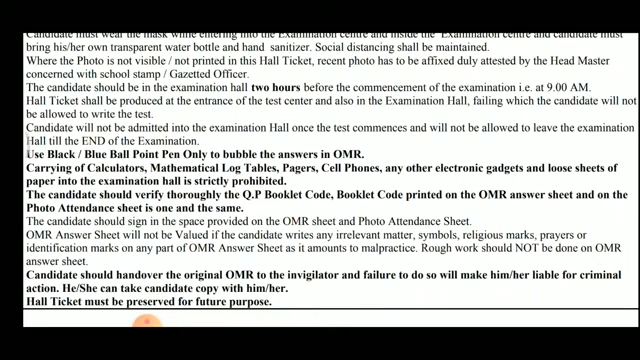 Candidate must wear the mask while entering into the Examination centre and inside the Examination centre and candidate must
bring his/her own transparent water bottle and hand sanitizer. Social distancing shall be maintained.
Where the Photo is not visible / not printed in this Hall Ticket, recent photo has to be affixed duly attested by the Head Master
concerned with school stamp / Gazetted Officer.
The candidate should be in the examination hall two hours before the commencement of the examination i.e. at 9.00 AM.
Hall Ticket shall be produced at the entrance of the test center and also in the Examination Hall, failing which the candidate will not
be allowed to write the test.
Candidate will not be admitted into the examination Hall once the test commences and will not be allowed to leave the examination
Hall till the END of the Examination.
Use Black / Blue Ball Point Pen Only to bubble the answers in OMR.
Carrying of Calculators, Mathematical Log Tables, Pagers, Cell Phones, any other electronic gadgets and loose sheets of
paper into the examination hall is strictly prohibited.
The candidate should verify thoroughly the Q.P Booklet Code, Booklet Code printed on the OMR answer sheet and on the
Photo Attendance sheet is one and the same.
The candidate should sign in the space provided on the OMR sheet and Photo Attendance Sheet.
OMR Answer Sheet will not be Valued if the candidate writes any irrelevant matter, symbols, religious marks, prayers or
identification marks on any part of OMR Answer Sheet as it amounts to malpractice. Rough work should NOT be done on OMR
answer sheet.
Candidate should handover the original OMR to the invigilator and failure to do so will make him/her liable for criminal
action. He/She can take candidate copy with him/her.
Hall Ticket must be preserved for future purpose.